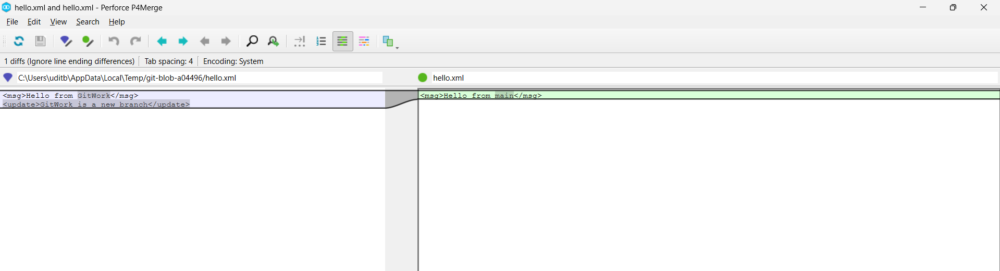 hello.xml and hello.xml - Perforce P4Merge
File Edit View Search Help
1 diffs (Ignore line ending differences) Tab spacing: 4 Encoding: System
C:\Users\uditb\AppData\Local\Temp/git-blob-a04496/hello.xml
hello.xml
<msg>Hello from GitWork</msg>
<update>GitWork is a new branch</update>
<msg>Hello from main</msg>